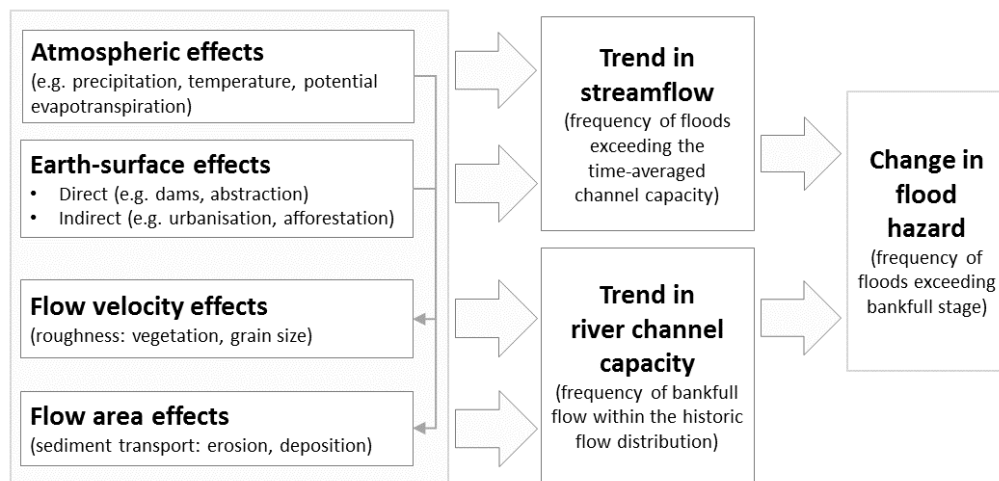 Atmospheric effects
(e.g. precipitation, temperature, potential
evapotranspiration)
Earth-surface effects
• Direct (e.g. dams, abstraction)
• Indirect (e.g. urbanisation, afforestation)
Flow velocity effects
(roughness: vegetation, grain size)
Flow area effects
(sediment transport: erosion, deposition)
Trend in
streamflow
(frequency of floods
exceeding the
time-averaged
channel capacity)
Trend in
river channel
capacity
(frequency of bankfull
flow within the historic
flow distribution)
Change in
flood
hazard
(frequency of
floods exceeding
bankfull stage)